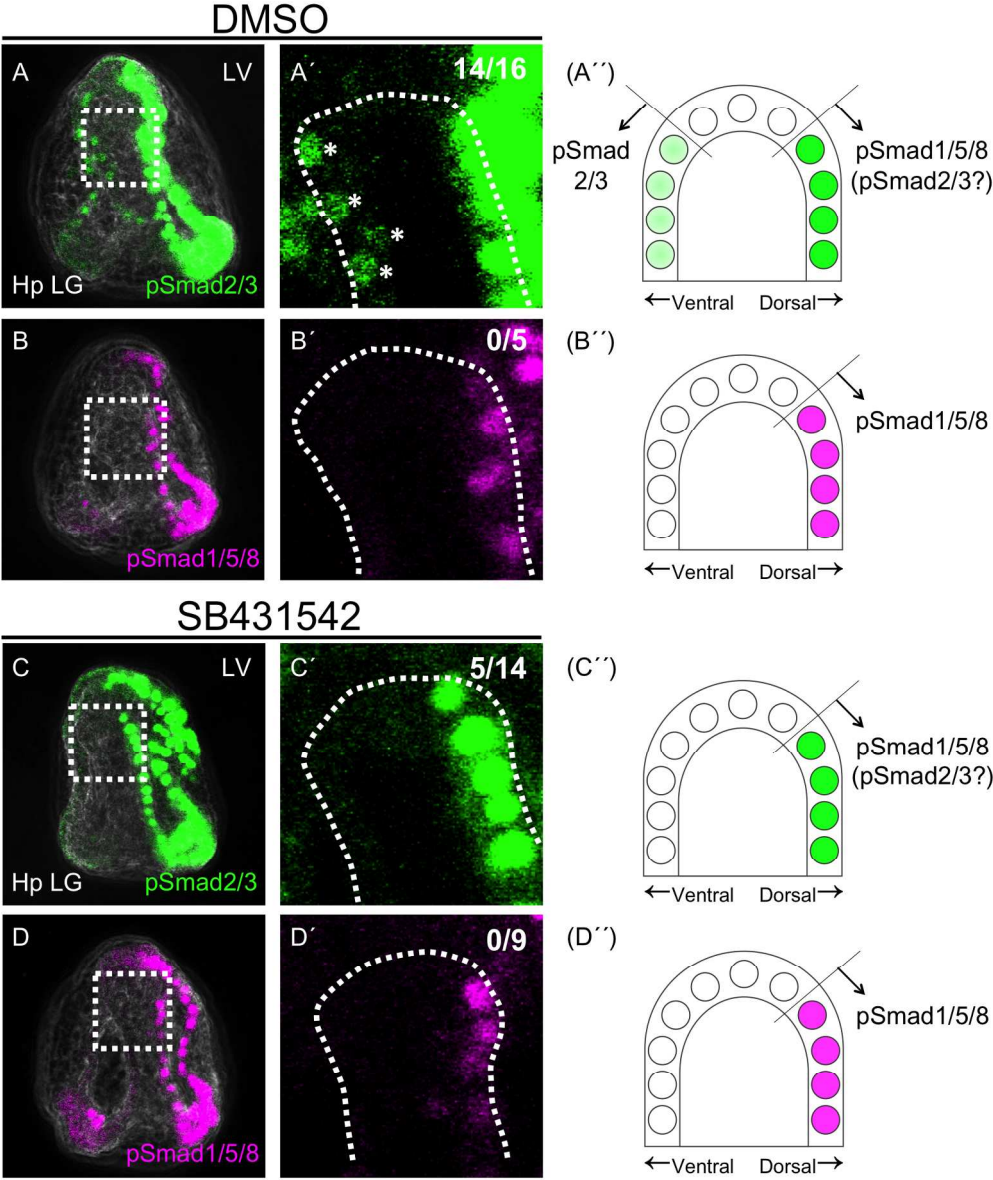 DMSO
A LV
Hp LG pSmad2/3
A´ 14/16
*
*
*
*
(A´´)
pSmad
2/3
pSmad1/5/8
(pSmad2/3?)
←Ventral Dorsal→
B
pSmad1/5/8
B´ 0/5
(B´´)
pSmad1/5/8
←Ventral Dorsal→
SB431542
C LV
Hp LG pSmad2/3
C´ 5/14
(C´´)
pSmad1/5/8
(pSmad2/3?)
←Ventral Dorsal→
D
pSmad1/5/8
D´ 0/9
(D´´)
pSmad1/5/8
←Ventral Dorsal→